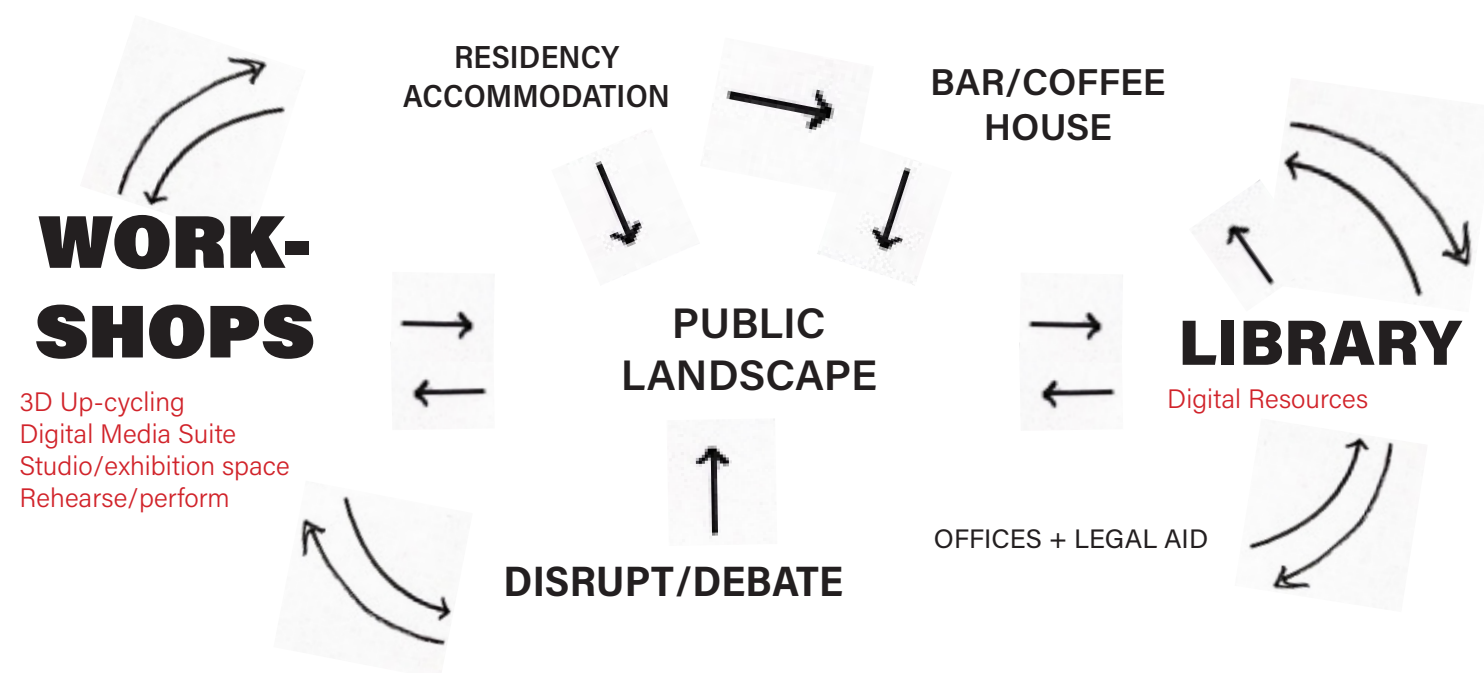 RESIDENCY
ACCOMMODATION
BAR/COFFEE
HOUSE
WORK-
SHOPS
3D Up-cycling
Digital Media Suite
Studio/exhibition space
Rehearse/perform
PUBLIC
LANDSCAPE
LIBRARY
Digital Resources
OFFICES + LEGAL AID
DISRUPT/DEBATE